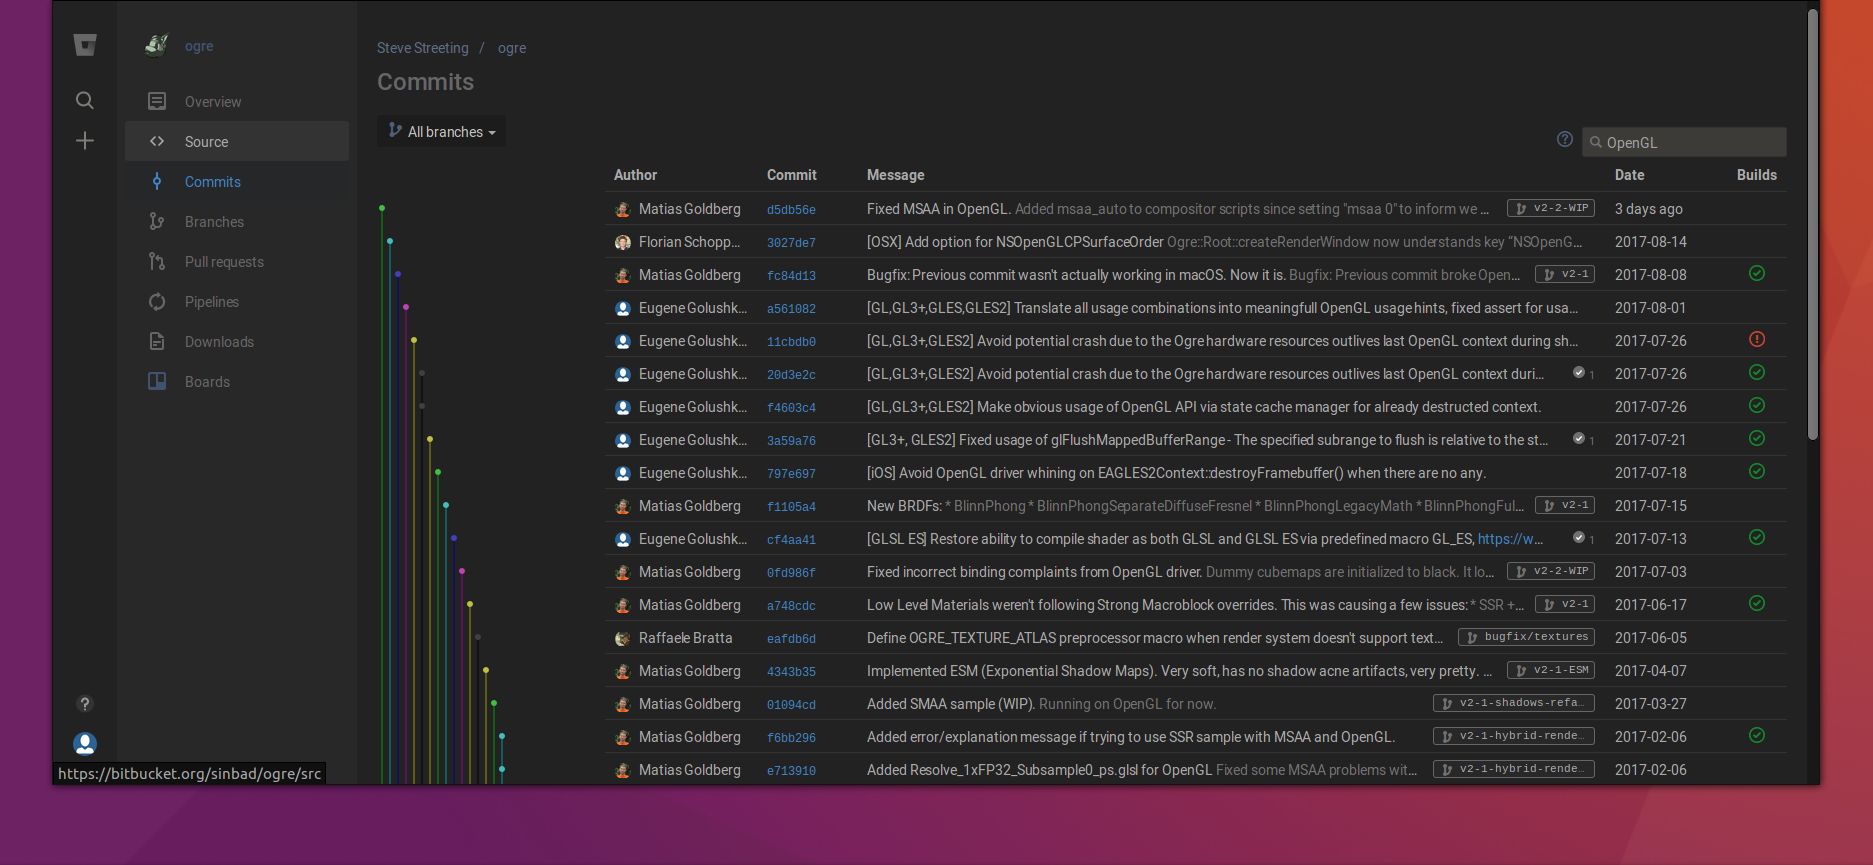 ogre
Overview
Source
Commits
Branches
Pull requests
Pipelines
Downloads
Boards
Steve Streeting / ogre
Commits
All branches
OpenGL
Author Commit Message Date Builds
Matias Goldberg d5db56e Fixed MSAA in OpenGL. Added msaa_auto to compositor scripts since setting "msaa 0" to inform we ... v2-2-WIP 3 days ago
Florian Schopp... 3027de7 [OSX] Add option for NSOpenGLCPSurfaceOrder Ogre::Root::createRenderWindow now understands key “NSOpenG... 2017-08-14
Matias Goldberg fc84d13 Bugfix: Previous commit wasn't actually working in macOS. Now it is. Bugfix: Previous commit broke Open... v2-1 2017-08-08
Eugene Golushk... a561082 [GL,GL3+,GLES,GLES2] Translate all usage combinations into meaningfull OpenGL usage hints, fixed assert for usa... 2017-08-01
Eugene Golushk... 11cbdb0 [GL,GL3+,GLES2] Avoid potential crash due to the Ogre hardware resources outlives last OpenGL context during sh... 2017-07-26
Eugene Golushk... 20d3e2c [GL,GL3+,GLES2] Avoid potential crash due to the Ogre hardware resources outlives last OpenGL context duri... 1 2017-07-26
Eugene Golushk... f4603c4 [GL,GL3+,GLES2] Make obvious usage of OpenGL API via state cache manager for already destructed context. 2017-07-26
Eugene Golushk... 3a59a76 [GL3+, GLES2] Fixed usage of glFlushMappedBufferRange - The specified subrange to flush is relative to the st... 1 2017-07-21
Eugene Golushk... 797e697 [iOS] Avoid OpenGL driver whining on EAGLES2Context::destroyFramebuffer() when there are no any. 2017-07-18
Matias Goldberg f1105a4 New BRDFs: * BlinnPhong * BlinnPhongSeparateDiffuseFresnel * BlinnPhongLegacyMath * BlinnPhongFul... v2-1 2017-07-15
Eugene Golushk... cf4aa41 [GLSL ES] Restore ability to compile shader as both GLSL and GLSL ES via predefined macro GL_ES, https://w... 1 2017-07-13
Matias Goldberg 0fd986f Fixed incorrect binding complaints from OpenGL driver. Dummy cubemaps are initialized to black. It lo... v2-2-WIP 2017-07-03
Matias Goldberg a748cdc Low Level Materials weren't following Strong Macroblock overrides. This was causing a few issues: * SSR +... v2-1 2017-06-17
Raffaele Bratta eafdb6d Define OGRE_TEXTURE_ATLAS preprocessor macro when render system doesn't support text... bugfix/textures 2017-06-05
Matias Goldberg 4343b35 Implemented ESM (Exponential Shadow Maps). Very soft, has no shadow acne artifacts, very pretty. ... v2-1-ESM 2017-04-07
Matias Goldberg 01094cd Added SMAA sample (WIP). Running on OpenGL for now. v2-1-shadows-refa... 2017-03-27
Matias Goldberg f6bb296 Added error/explanation message if trying to use SSR sample with MSAA and OpenGL. v2-1-hybrid-rende... 2017-02-06
Matias Goldberg e713910 Added Resolve_1xFP32_Subsample0_ps.glsl for OpenGL Fixed some MSAA problems wit... v2-1-hybrid-rende... 2017-02-06
https://bitbucket.org/sinbad/ogre/src